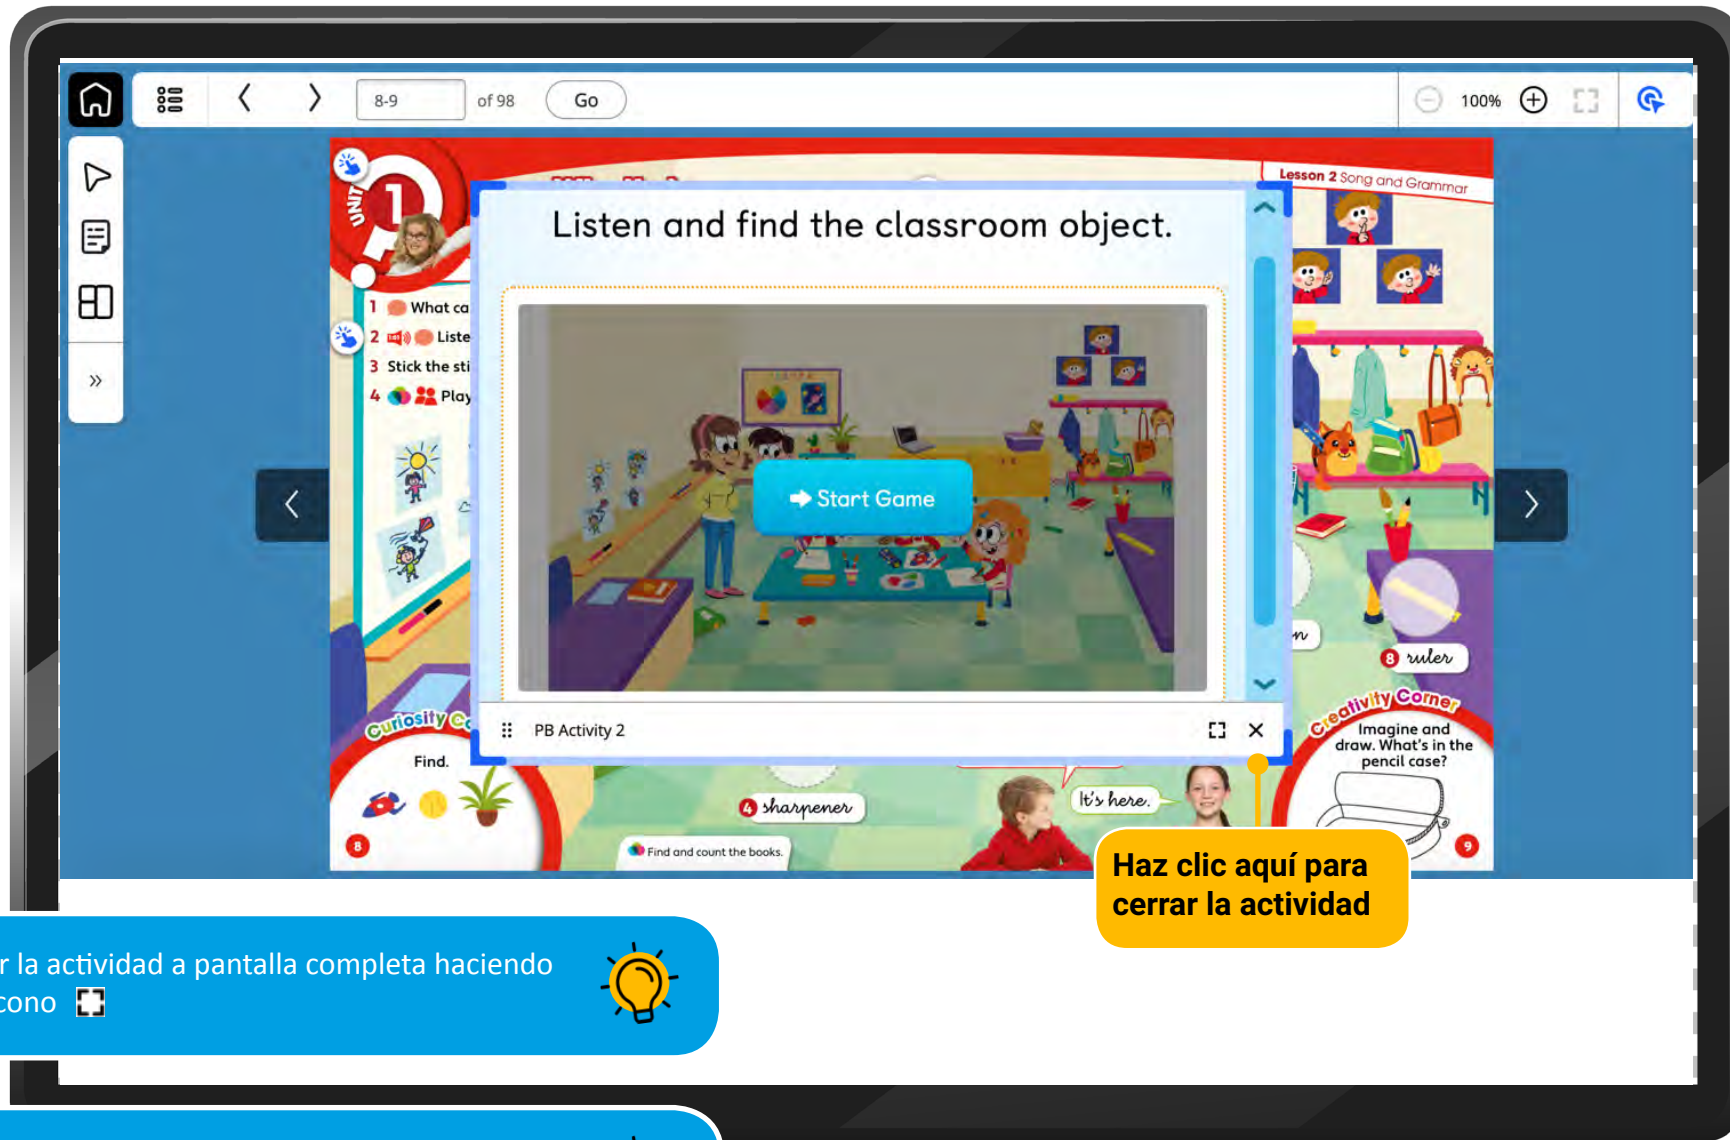 8-9
of 98
Go
100%
UNIT
1
Lesson 2 Song and Grammar
Listen and find the classroom object.
1 What ca
2 Liste
3 Stick the sti
4 Play
Start Game
8 ruler
PB Activity 2
Find.
Creativity Corner
Imagine and
draw. What's in the
pencil case?
4 sharpener
It's here.
Find and count the books.
8
9
Haz clic aquí para
cerrar la actividad
r la actividad a pantalla completa haciendo
cono